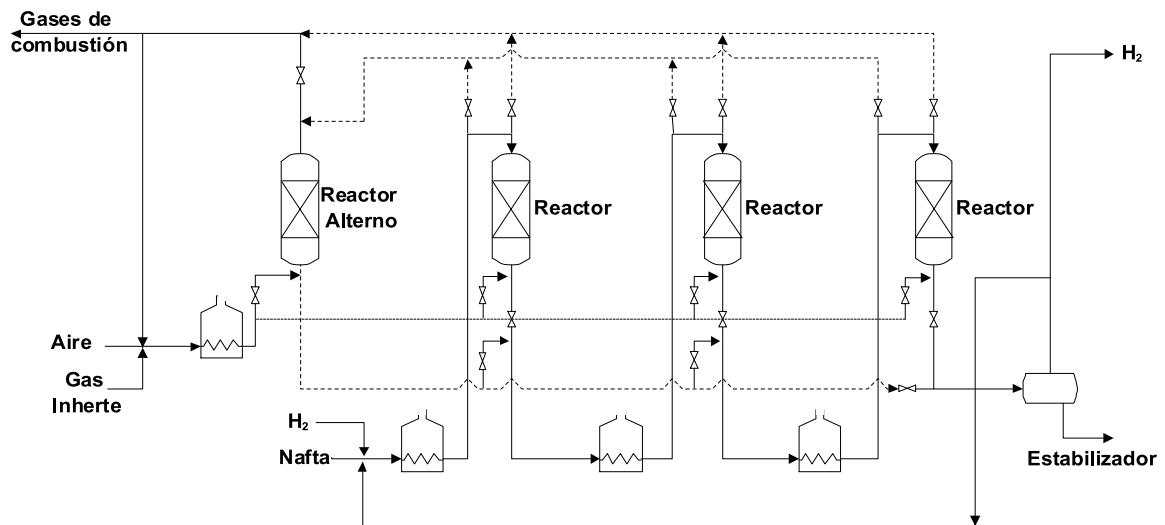 Gases de
combustión
H₂
Reactor
Alterno
Reactor
Reactor
Reactor
Aire
Gas
Inherte
H₂
Nafta
Estabilizador